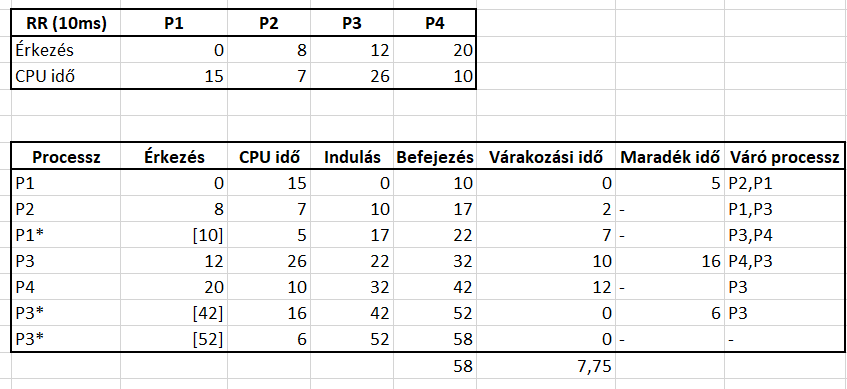 RR (10ms) P1 P2 P3 P4
Érkezés 0 8 12 20
CPU idő 15 7 26 10
Processz Érkezés CPU idő Indulás Befejezés Várakozási idő Maradék idő Váró processz
P1 0 15 0 10 0 5 P2,P1
P2 8 7 10 17 2 - P1,P3
P1* [10] 5 17 22 7 - P3,P4
P3 12 26 22 32 10 16 P4,P3
P4 20 10 32 42 12 - P3
P3* [42] 16 42 52 0 6 P3
P3* [52] 6 52 58 0 - -
58 7,75